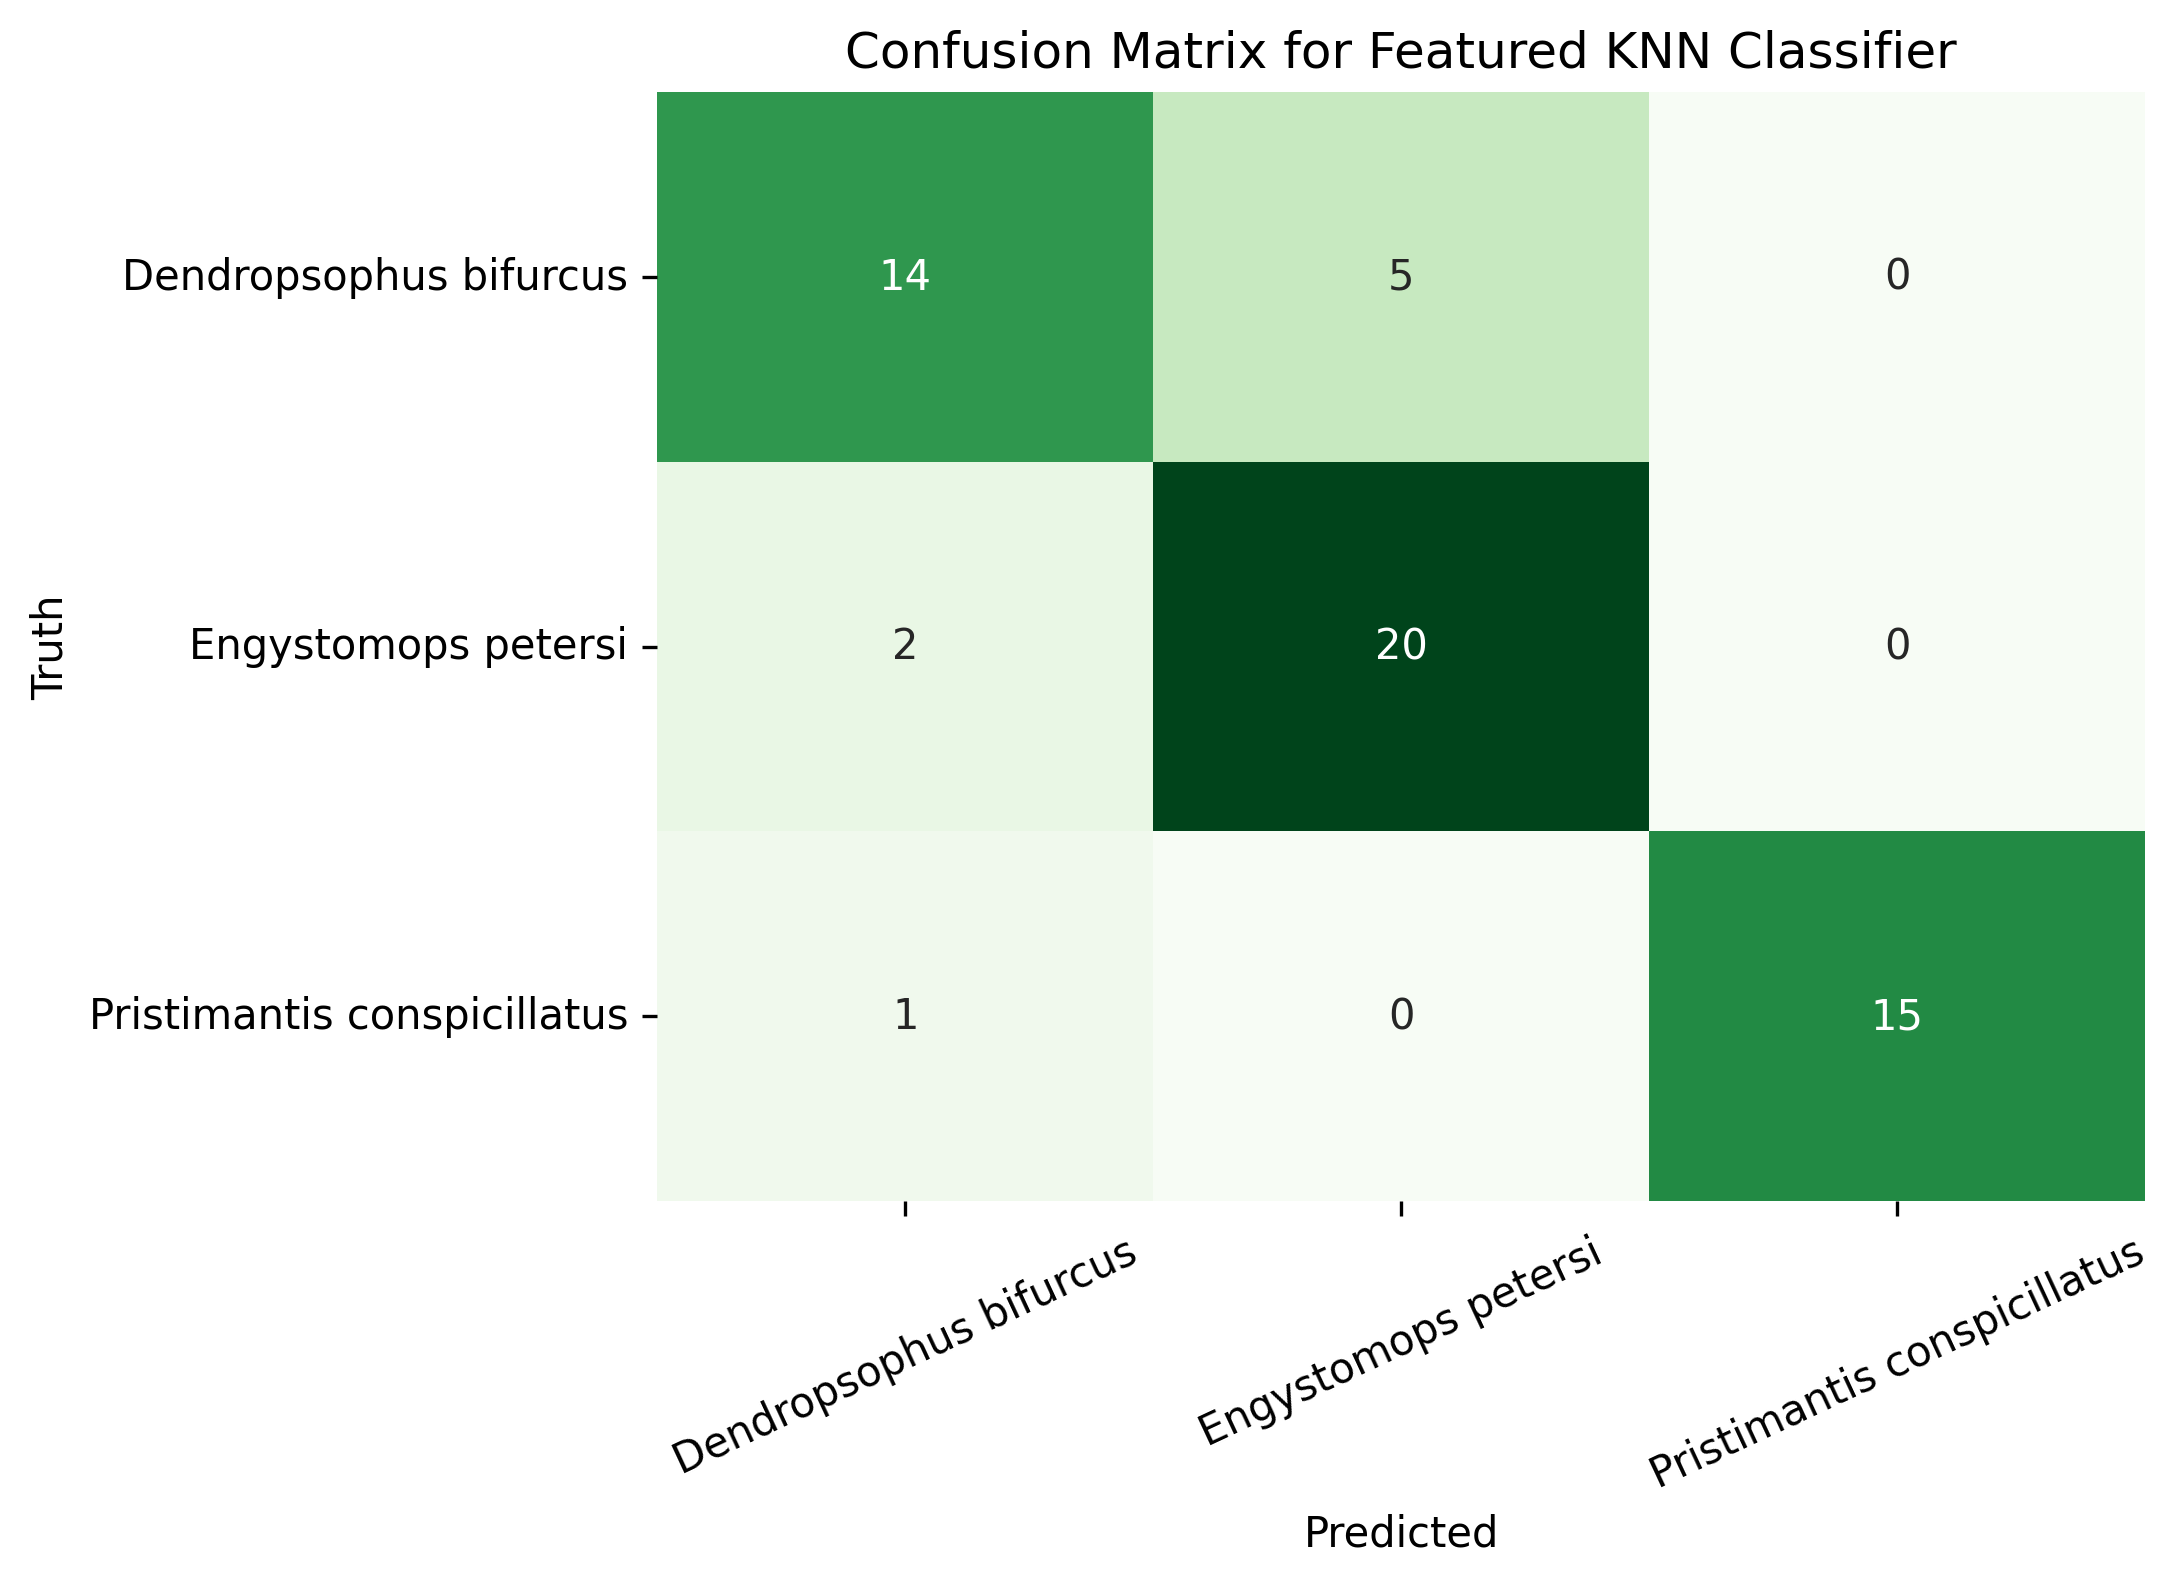 Confusion Matrix for Featured KNN Classifier
Truth
Dendropsophus bifurcus
14
5
0
Engystomops petersi
2
20
0
Pristimantis conspicillatus
1
0
15
Dendropsophus bifurcus
Engystomops petersi
Pristimantis conspicillatus
Predicted